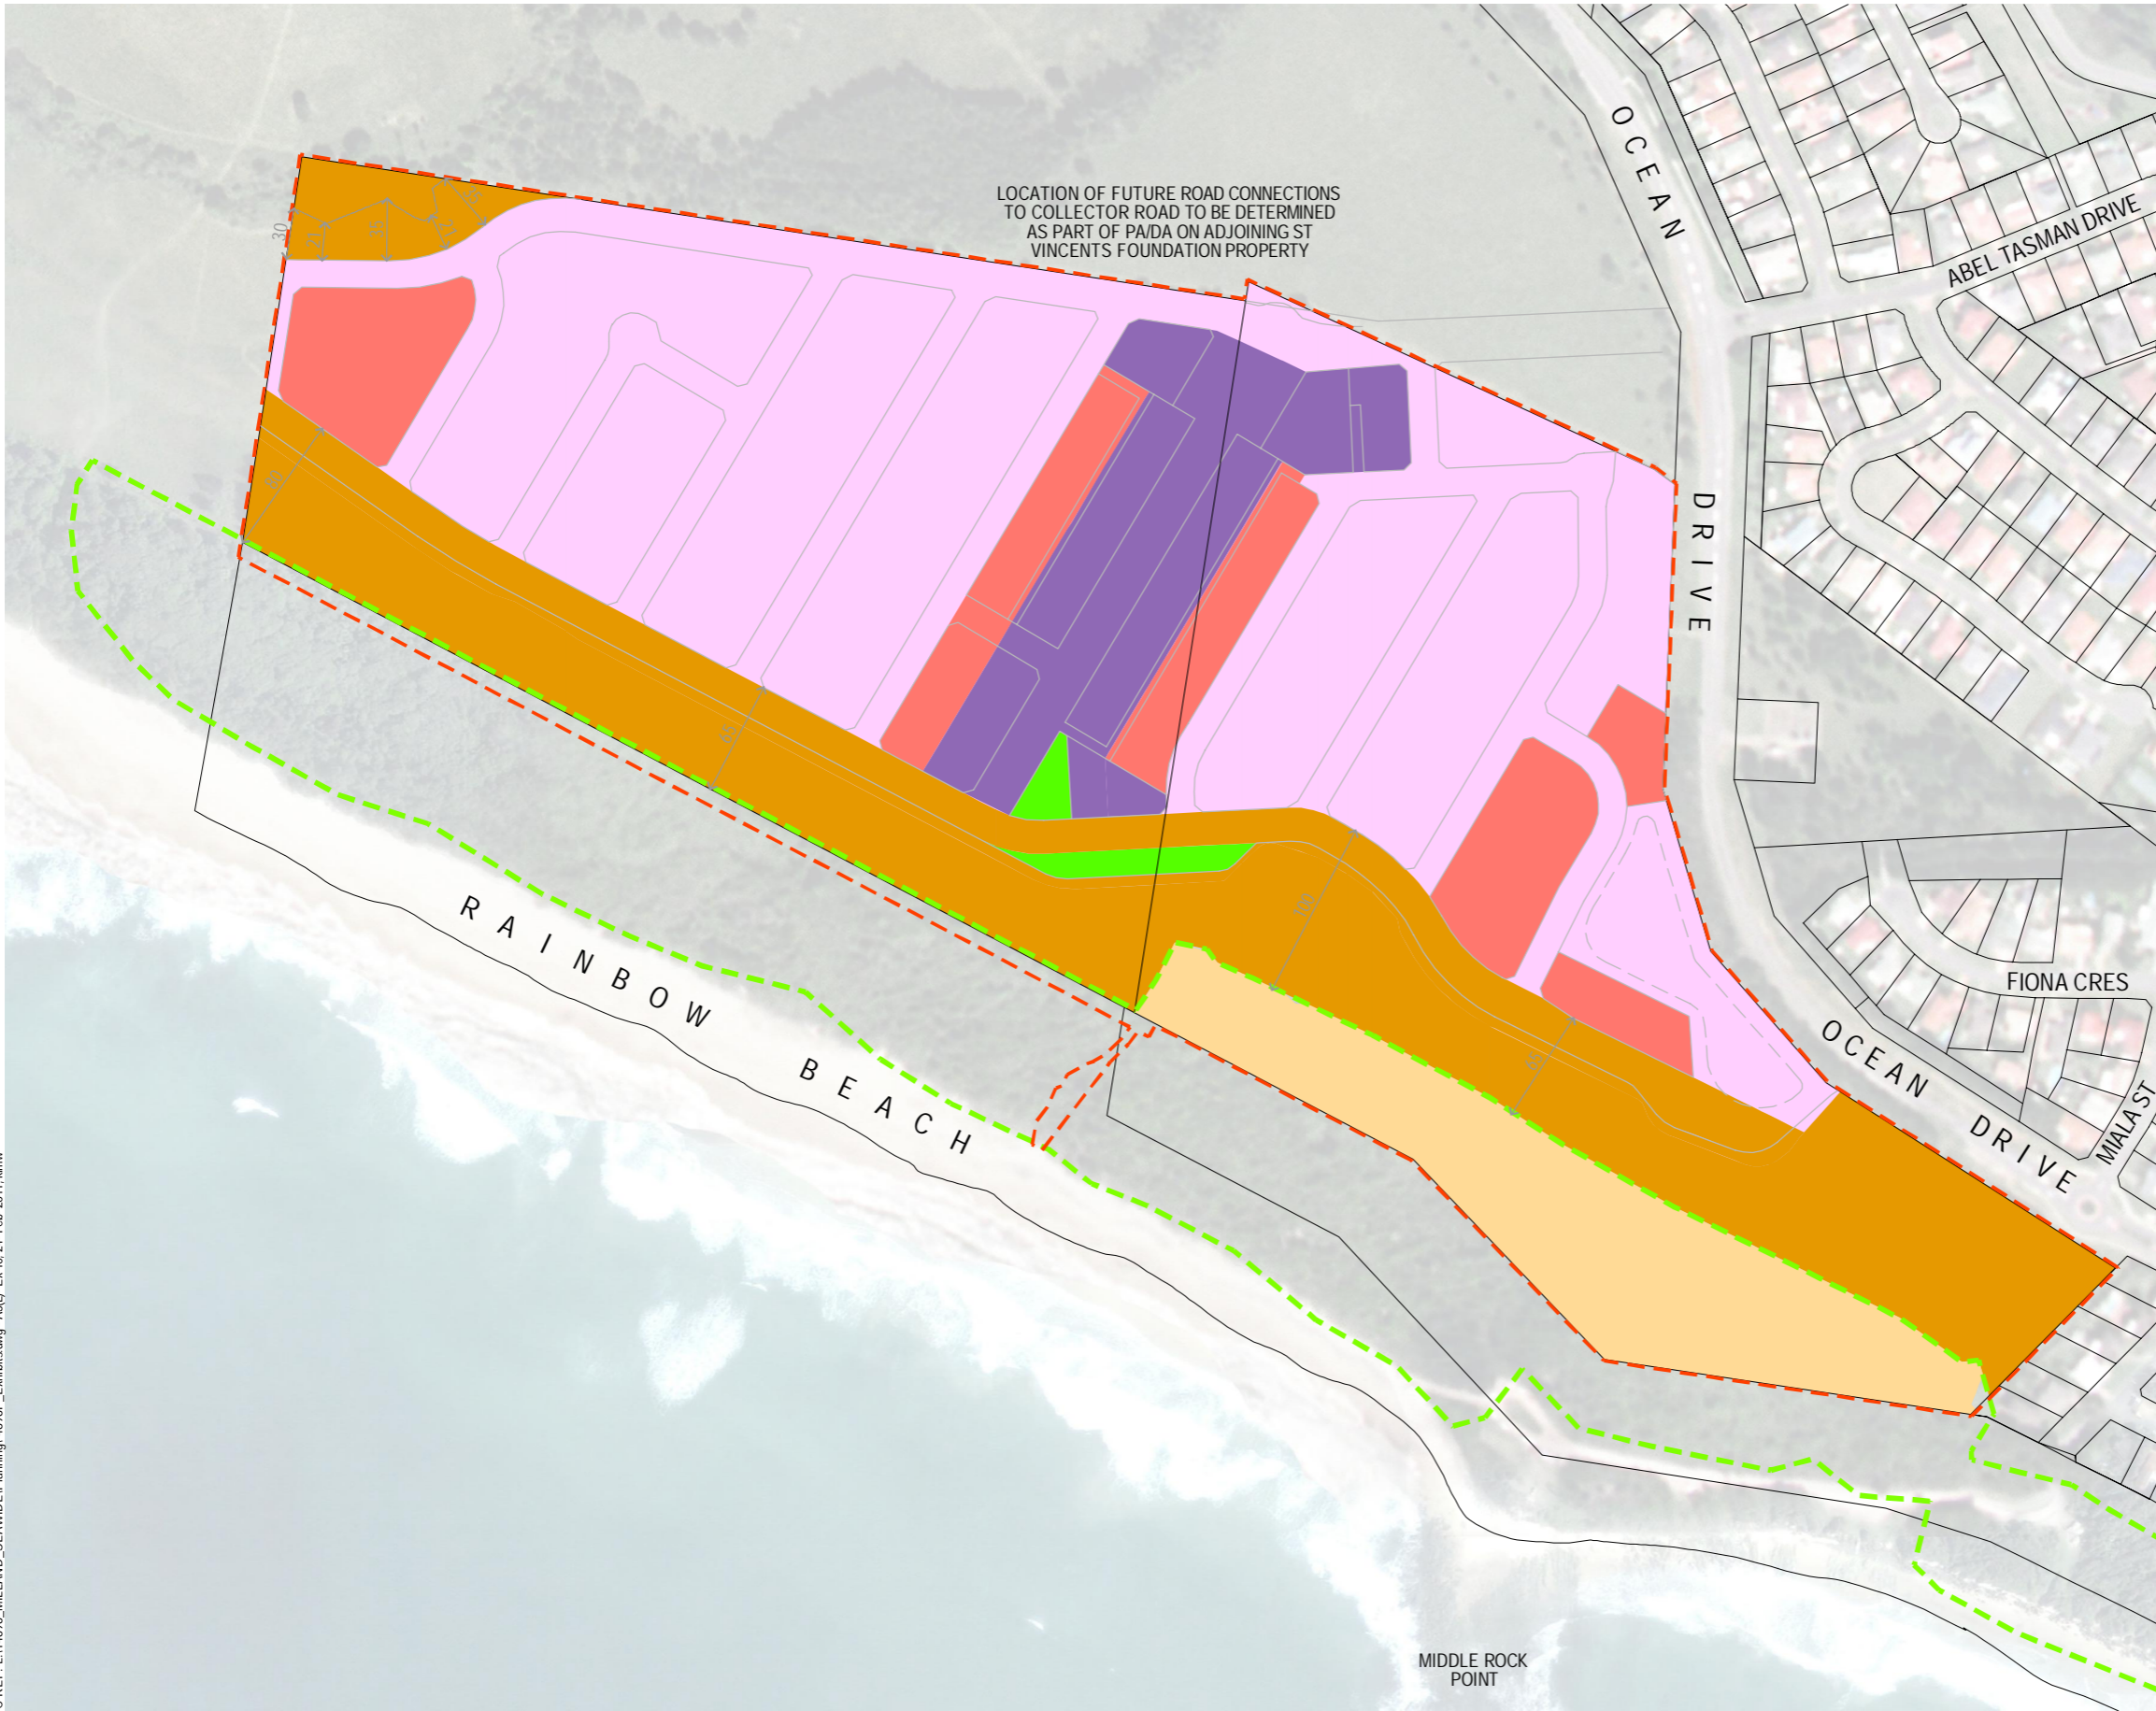 LOCATION OF FUTURE ROAD CONNECTIONS
TO COLLECTOR ROAD TO BE DETERMINED
AS PART OF PA/DA ON ADJOINING ST
VINCENTS FOUNDATION PROPERTY
OCEAN
DRIVE
ABEL TASMAN DRIVE
30
21
35
80
65
100
FIONA CRES
OCEAN DRIVE
MIALA ST
RAINBOW
BEACH
MIDDLE ROCK
POINT